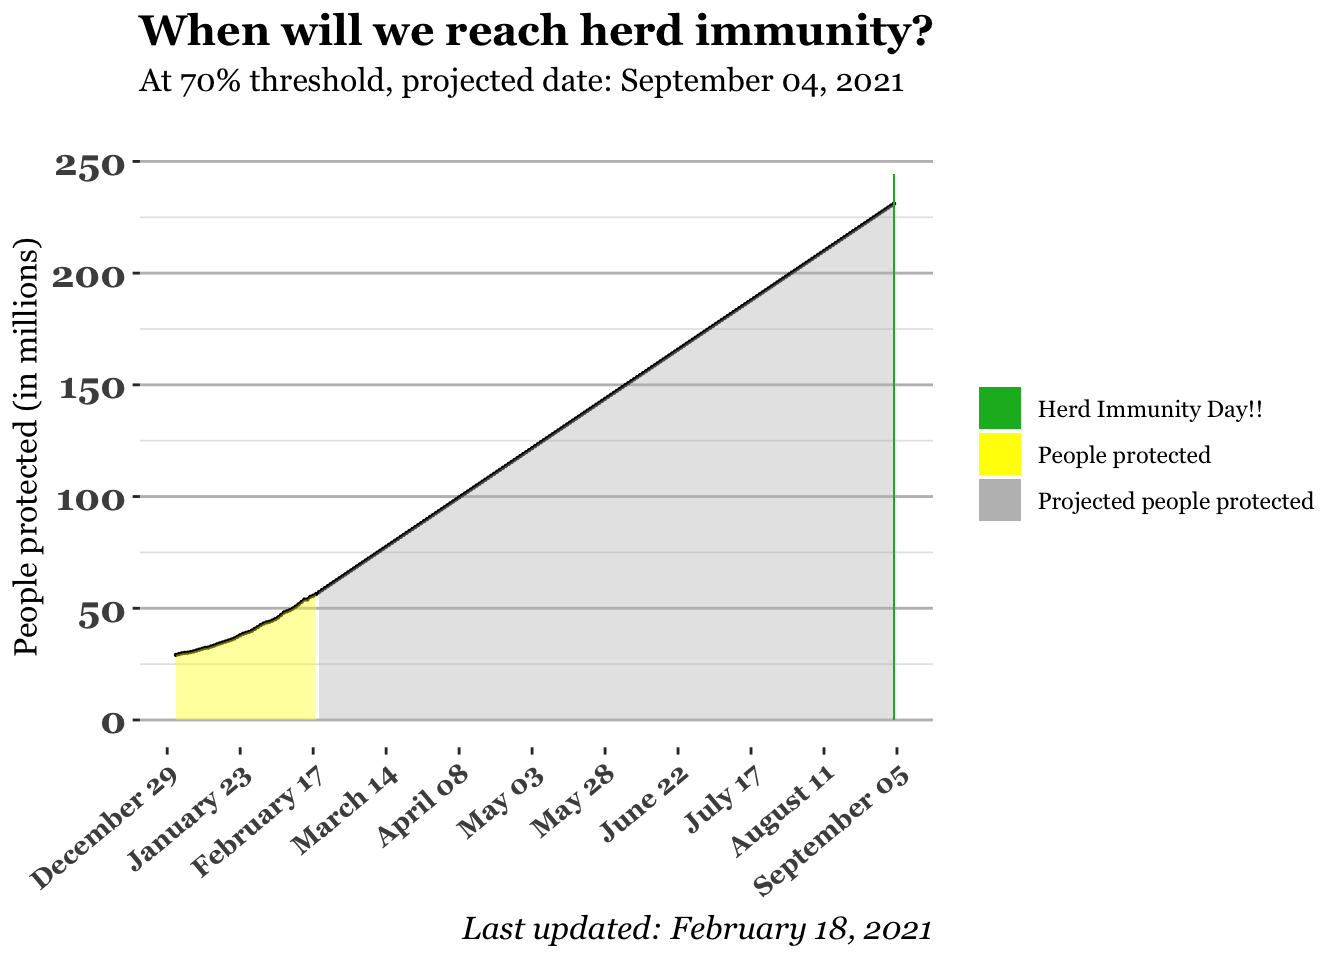 When will we reach herd immunity?
At 70% threshold, projected date: September 04, 2021
People protected (in millions)
250
200
150
100
50
0
December 29
January 23
February 17
March 14
April 08
May 03
May 28
June 22
July 17
August 11
September 05
Herd Immunity Day!!
People protected
Projected people protected
Last updated: February 18, 2021